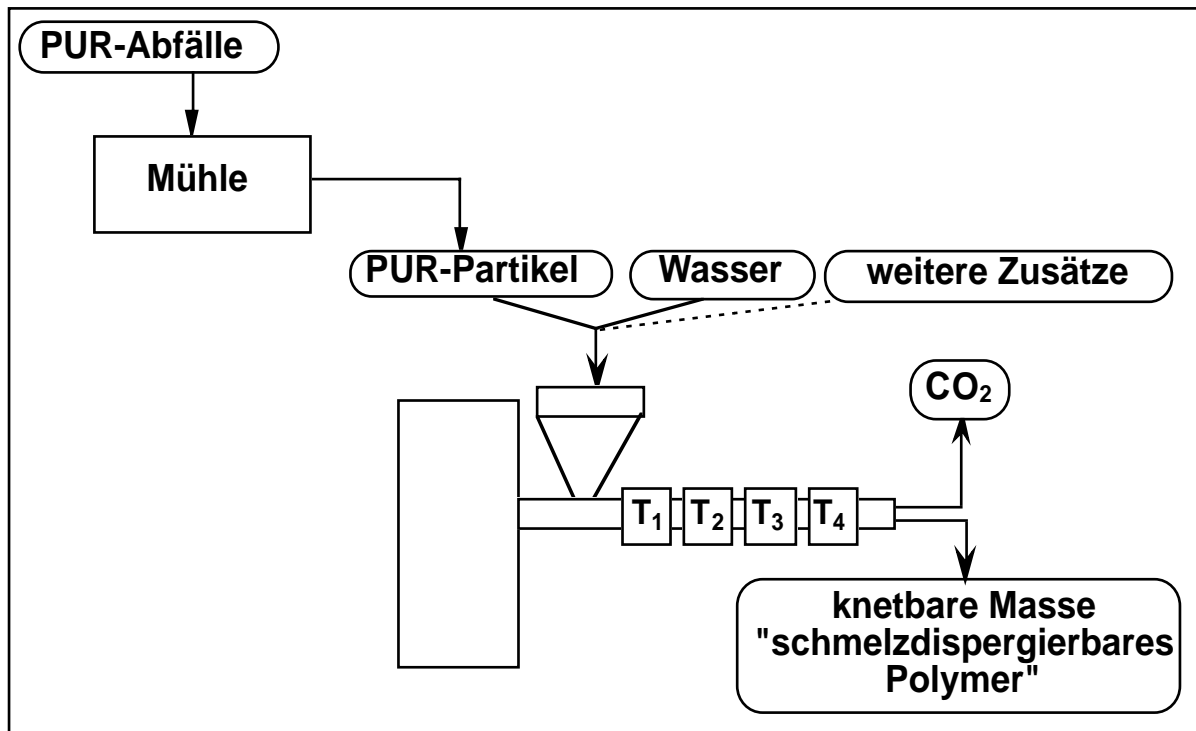 PUR-Abfälle
Mühle
PUR-Partikel
Wasser
weitere Zusätze
CO₂
T₁ T₂ T₃ T₄
knetbare Masse
"schmelzdispergierbares
Polymer"